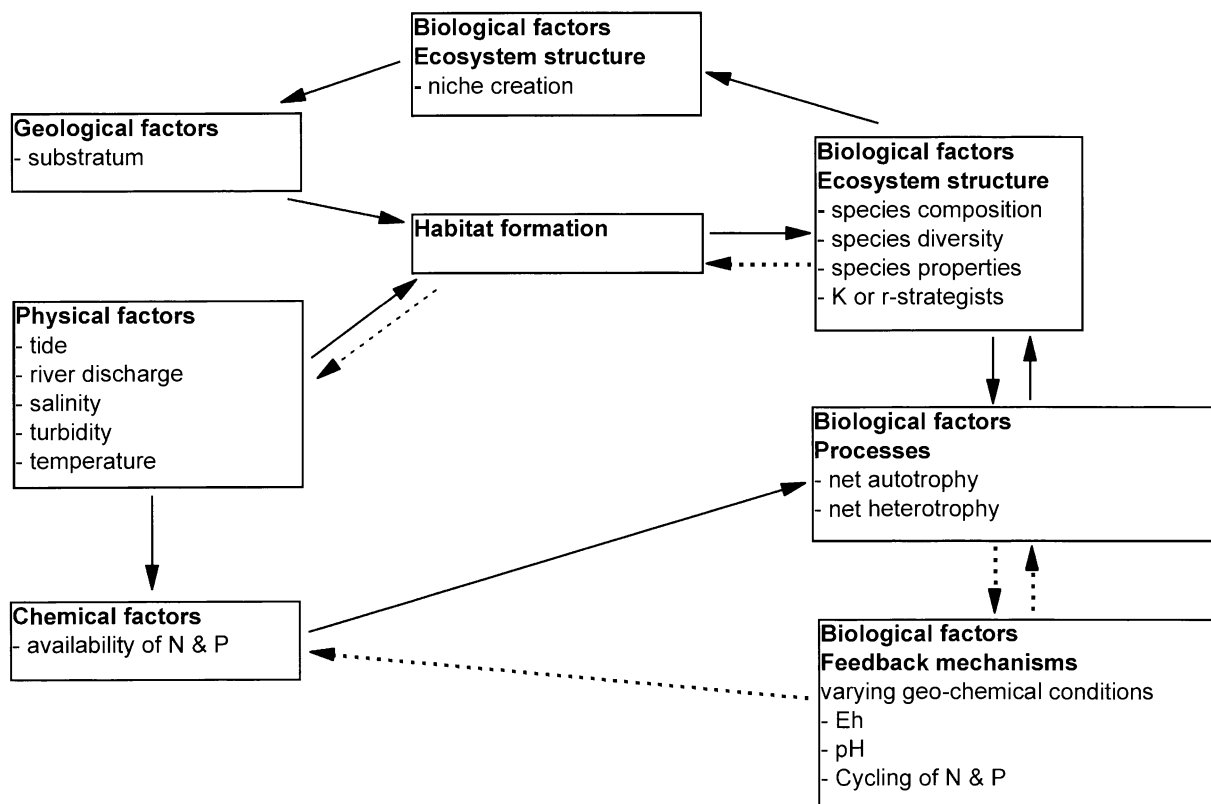 Biological factors
Ecosystem structure
- niche creation
Geological factors
- substratum
Biological factors
Ecosystem structure
- species composition
- species diversity
- species properties
- K or r-strategists
Habitat formation
Physical factors
- tide
- river discharge
- salinity
- turbidity
- temperature
Biological factors
Processes
- net autotrophy
- net heterotrophy
Chemical factors
- availability of N & P
Biological factors
Feedback mechanisms
varying geo-chemical conditions
- Eh
- pH
- Cycling of N & P